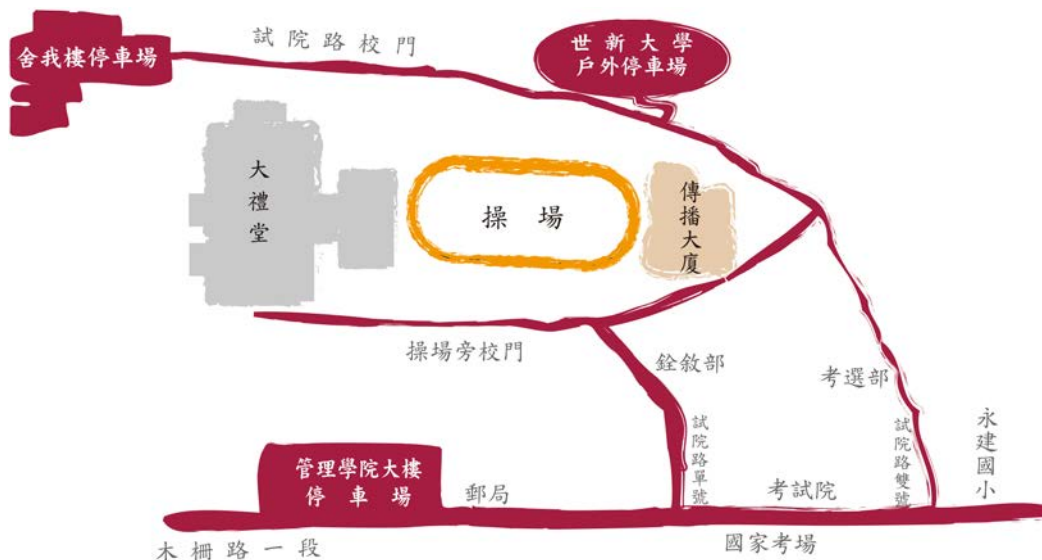 試院路校門
世新大學
戶外停車場
舍我樓停車場
大禮堂
操場
傳播大廈
操場旁校門
銓敘部
考選部
試院路單號
試院路雙號
永建國小
管理學院大樓
停車場
郵局
考試院
國家考場
木柵路一段